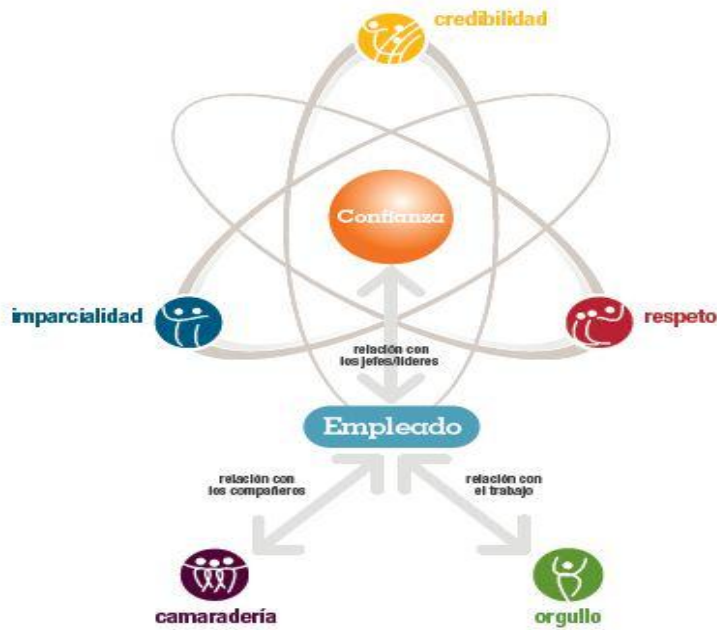 credibilidad
Confianza
imparcialidad
respeto
relación con
los jefes/líderes
Empleado
relación con
los compañeros
relación con
el trabajo
camaradería
orgullo